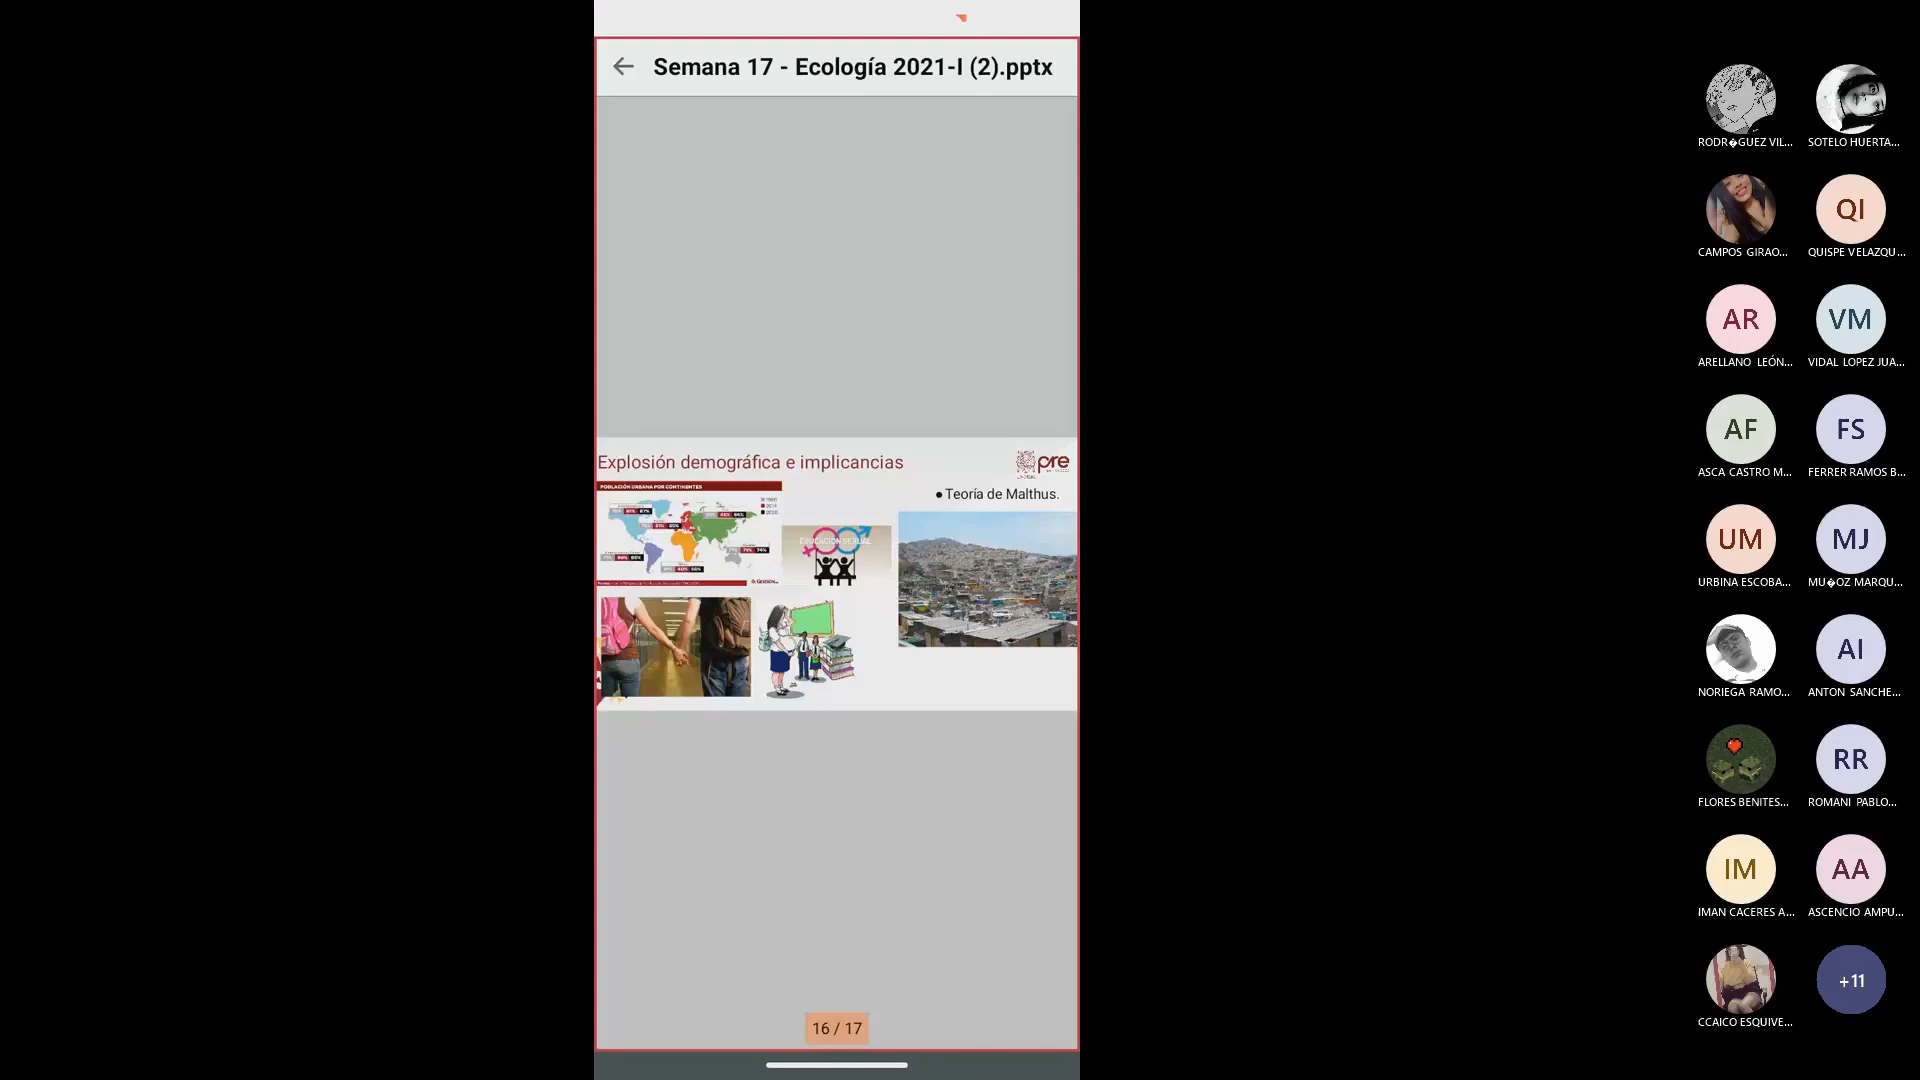 Semana 17 - Ecología 2021-I (2).pptx
Explosión demográfica e implicancias
pre
POBLACIÓN URBANA POR CONTINENTES
● Teoría de Malthus.
EDUCACIÓN SEXUAL
16 / 17
RODR�GUEZ VIL...
SOTELO HUERTA...
CAMPOS GIRAO...
QI
QUISPE VELAZQU...
AR
ARELLANO LEÓN...
VM
VIDAL LOPEZ JUA...
AF
ASCA CASTRO M...
FS
FERRER RAMOS B...
UM
URBINA ESCOBA...
MJ
MU�OZ MARQU...
NORIEGA RAMO...
AI
ANTON SANCHE...
FLORES BENITES...
RR
ROMANI PABLO...
IM
IMAN CACERES A...
AA
ASCENCIO AMPU...
CCAICO ESQUIVE...
+11